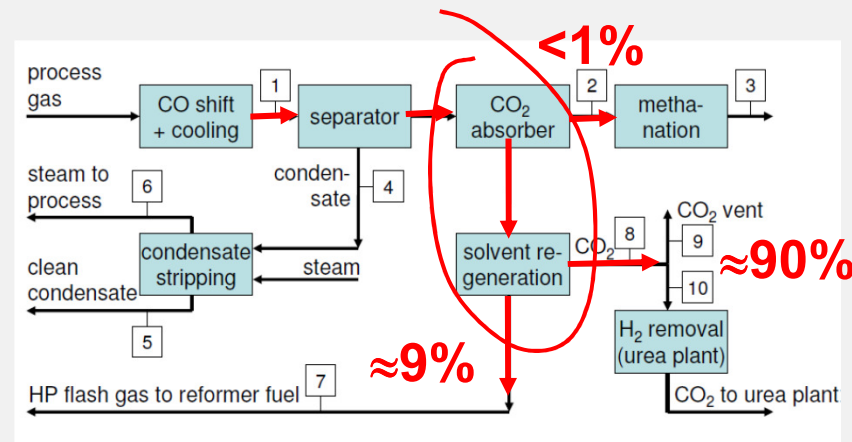 <1%
process
gas
CO shift
+ cooling
1
separator
CO2
absorber
2
metha-
nation
3
steam to
process
6
conden-
sate
4
clean
condensate
condensate
stripping
steam
5
solvent re-
generation
CO2
8
CO2 vent
9
≈90%
10
H2 removal
(urea plant)
≈9%
HP flash gas to reformer fuel
7
CO2 to urea plant